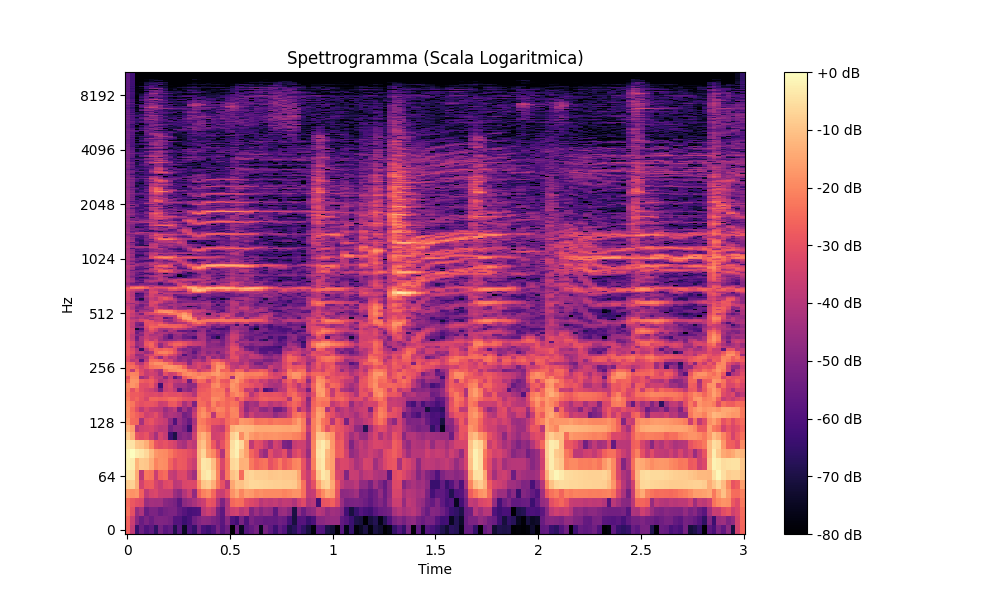 Spettrogramma (Scala Logaritmica)
Hz
8192
4096
2048
1024
512
256
128
64
0
0
0.5
1
1.5
2
2.5
3
Time
+0 dB
-10 dB
-20 dB
-30 dB
-40 dB
-50 dB
-60 dB
-70 dB
-80 dB